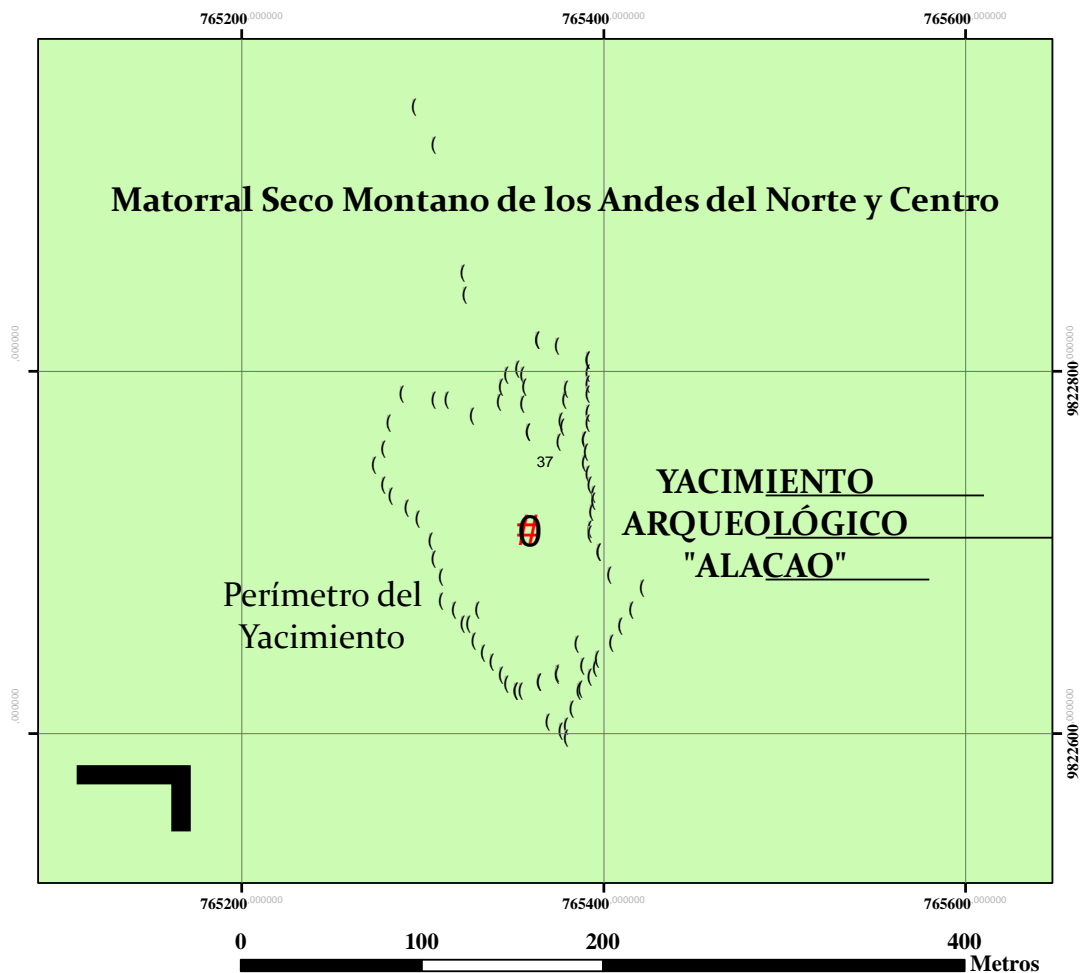 765200.000000 765400.000000 765600.000000
Matorral Seco Montano de los Andes del Norte y Centro
.000000
.000000
9822800
37
YACIMIENTO
ARQUEOLÓGICO
"ALACAO"
0
#
Perímetro del
Yacimiento
.000000
.000000
9822600
765200.000000 765400.000000 765600.000000
0 100 200 400
Metros